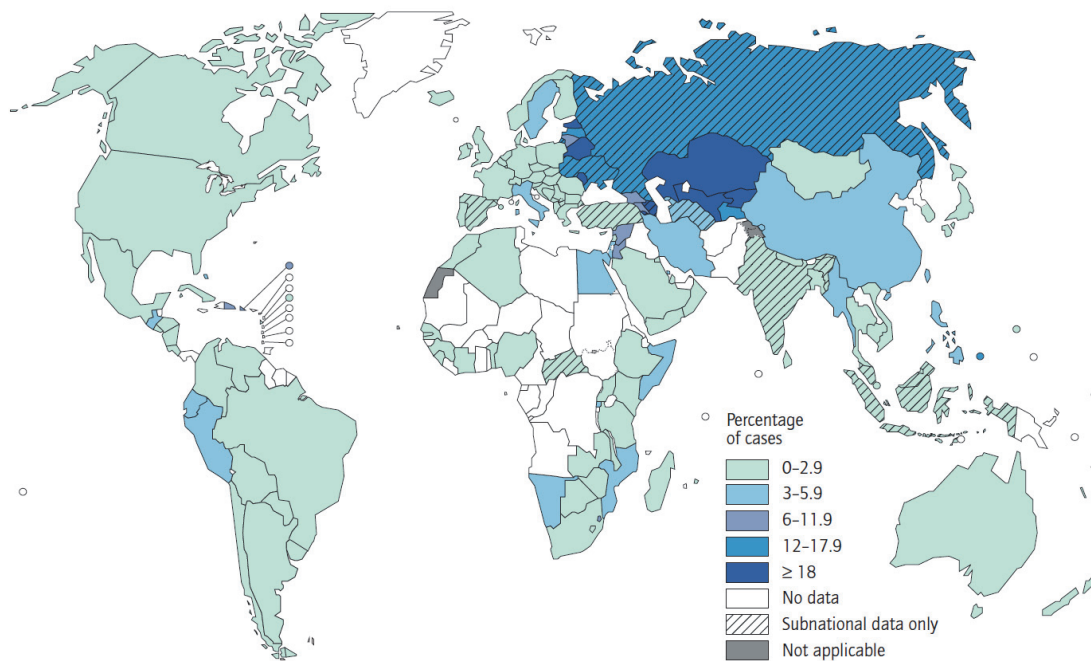 Percentage
of cases
0–2.9
3–5.9
6–11.9
12–17.9
≥ 18
No data
Subnational data only
Not applicable